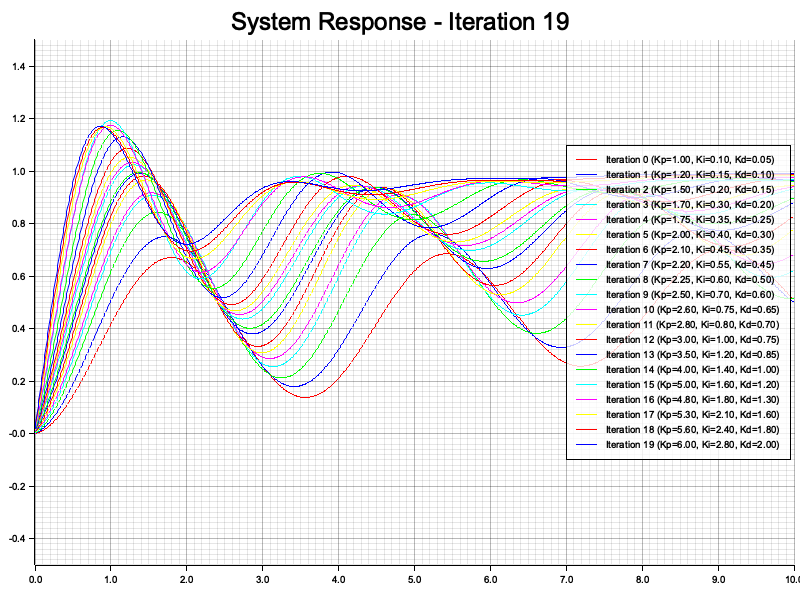 System Response - Iteration 19
1.4
1.2
1.0
0.8
0.6
0.4
0.2
-0.0
-0.2
-0.4
0.0 1.0 2.0 3.0 4.0 5.0 6.0 7.0 8.0 9.0 10.0
Iteration 0 (Kp=1.00, Ki=0.10, Kd=0.05)
Iteration 1 (Kp=1.20, Ki=0.15, Kd=0.10)
Iteration 2 (Kp=1.50, Ki=0.20, Kd=0.15)
Iteration 3 (Kp=1.70, Ki=0.30, Kd=0.20)
Iteration 4 (Kp=1.75, Ki=0.35, Kd=0.25)
Iteration 5 (Kp=2.00, Ki=0.40, Kd=0.30)
Iteration 6 (Kp=2.10, Ki=0.45, Kd=0.35)
Iteration 7 (Kp=2.20, Ki=0.55, Kd=0.45)
Iteration 8 (Kp=2.25, Ki=0.60, Kd=0.50)
Iteration 9 (Kp=2.50, Ki=0.70, Kd=0.60)
Iteration 10 (Kp=2.60, Ki=0.75, Kd=0.65)
Iteration 11 (Kp=2.80, Ki=0.80, Kd=0.70)
Iteration 12 (Kp=3.00, Ki=1.00, Kd=0.75)
Iteration 13 (Kp=3.50, Ki=1.20, Kd=0.85)
Iteration 14 (Kp=4.00, Ki=1.40, Kd=1.00)
Iteration 15 (Kp=5.00, Ki=1.60, Kd=1.20)
Iteration 16 (Kp=4.80, Ki=1.80, Kd=1.30)
Iteration 17 (Kp=5.30, Ki=2.10, Kd=1.60)
Iteration 18 (Kp=5.60, Ki=2.40, Kd=1.80)
Iteration 19 (Kp=6.00, Ki=2.80, Kd=2.00)